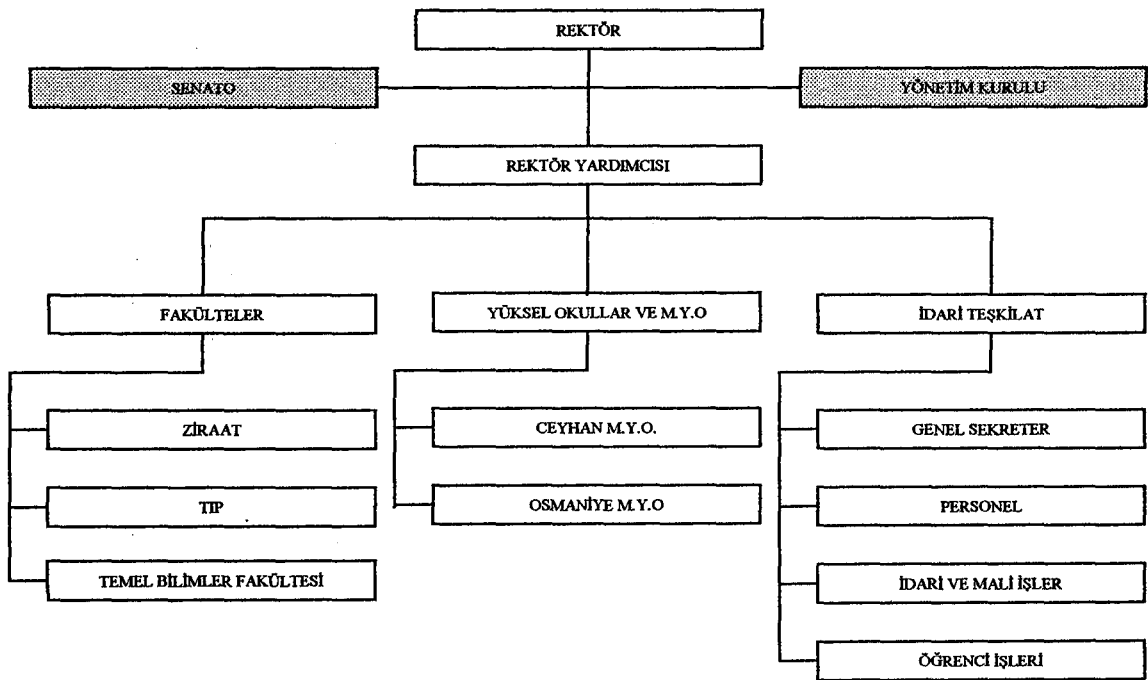 REKTÖR
SENATO
YÖNETİM KURULU
REKTÖR YARDIMCISI
FAKÜLTELER
YÜKSEL OKULLAR VE M.Y.O
İDARİ TEŞKİLAT
ZİRAAT
CEYHAN M.Y.O.
GENEL SEKRETER
TIP
OSMANİYE M.Y.O
PERSONEL
TEMEL BİLİMLER FAKÜLTESİ
İDARİ VE MALİ İŞLER
ÖĞRENCİ İŞLERİ